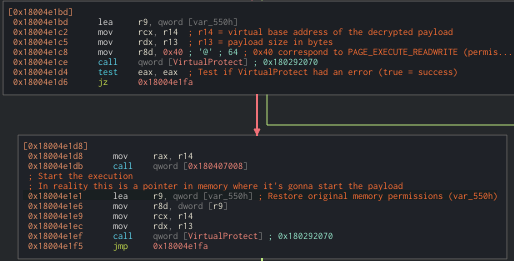 [0x18004e1bd]
0x18004e1bd lea r9, qword [var_550h]
0x18004e1c2 mov rcx, r14 ; r14 = virtual base address of the decrypted payload
0x18004e1c5 mov rdx, r13 ; r13 = payload size in bytes
0x18004e1c8 mov r8d, 0x40 ; '@' ; 64 ; 0x40 correspond to PAGE_EXECUTE_READWRITE (permis...
0x18004e1ce call qword [VirtualProtect] ; 0x180292070
0x18004e1d4 test eax, eax ; Test if VirtualProtect had an error (true = success)
0x18004e1d6 jz 0x18004e1fa
[0x18004e1d8]
0x18004e1d8 mov rax, r14
0x18004e1db call qword [0x180407008]
; Start the execution
; In reality this is a pointer in memory where it's gonna start the payload
0x18004e1e1 lea r9, qword [var_550h] ; Restore original memory permissions (var_550h)
0x18004e1e6 mov r8d, dword [r9]
0x18004e1e9 mov rcx, r14
0x18004e1ec mov rdx, r13
0x18004e1ef call qword [VirtualProtect] ; 0x180292070
0x18004e1f5 jmp 0x18004e1fa